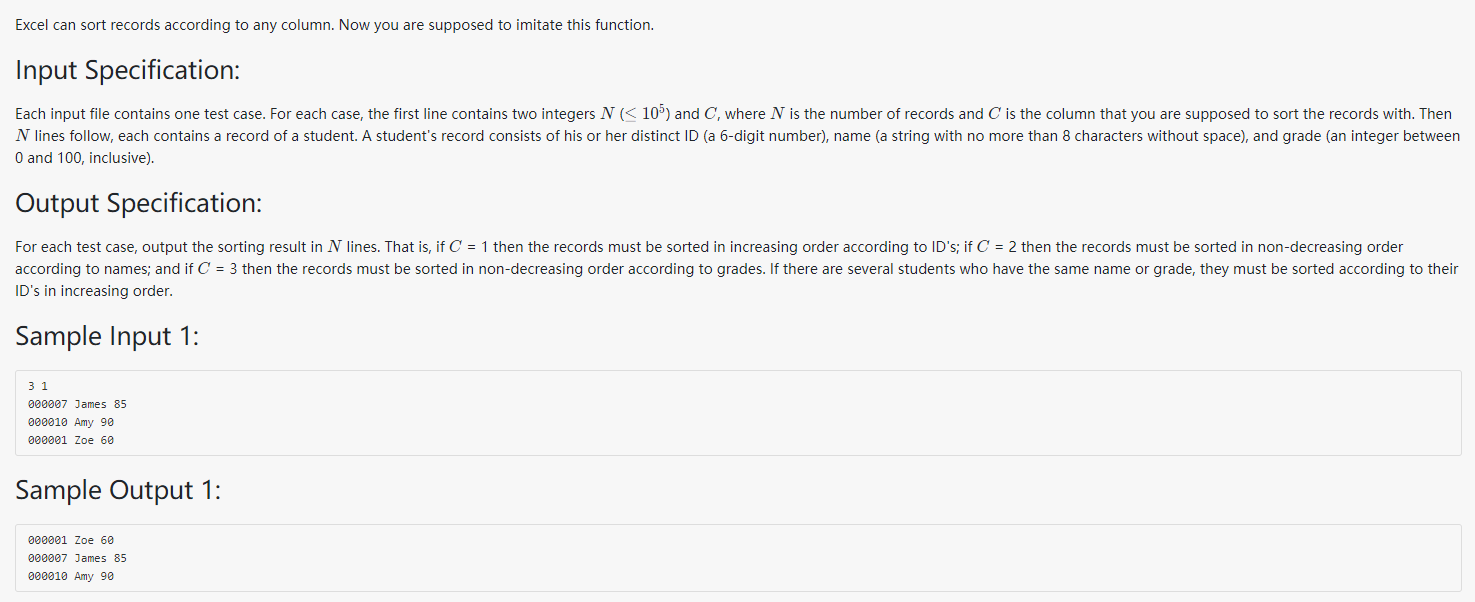 Excel can sort records according to any column. Now you are supposed to imitate this function.
Input Specification:
Each input file contains one test case. For each case, the first line contains two integers N (≤ 10⁵) and C, where N is the number of records and C is the column that you are supposed to sort the records with. Then
N lines follow, each contains a record of a student. A student's record consists of his or her distinct ID (a 6-digit number), name (a string with no more than 8 characters without space), and grade (an integer between
0 and 100, inclusive).
Output Specification:
For each test case, output the sorting result in N lines. That is, if C = 1 then the records must be sorted in increasing order according to ID's; if C = 2 then the records must be sorted in non-decreasing order
according to names; and if C = 3 then the records must be sorted in non-decreasing order according to grades. If there are several students who have the same name or grade, they must be sorted according to their
ID's in increasing order.
Sample Input 1:
3 1
000007 James 85
000010 Amy 90
000001 Zoe 60
Sample Output 1:
000001 Zoe 60
000007 James 85
000010 Amy 90